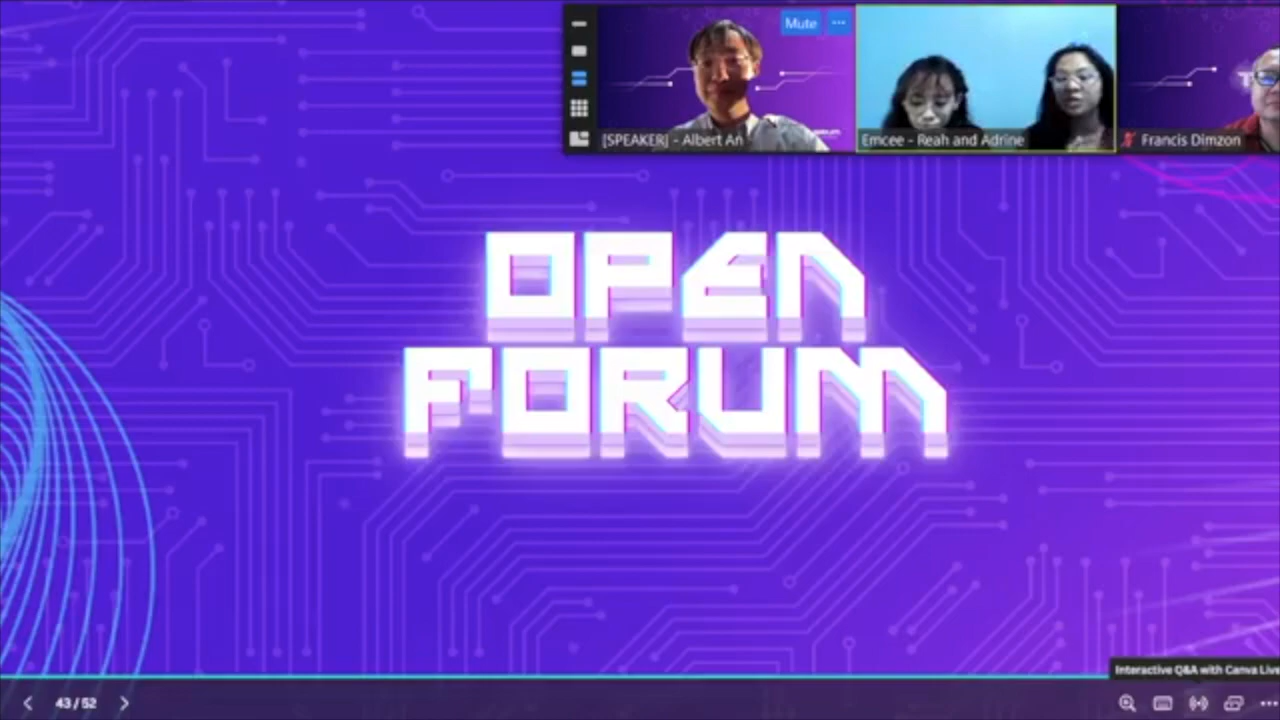 Mute
[SPEAKER] - Albert An
Emcee - Reah and Adrine
Francis Dimzon
OPEN
FORUM
Interactive Q&A with Canva Live
43 / 52